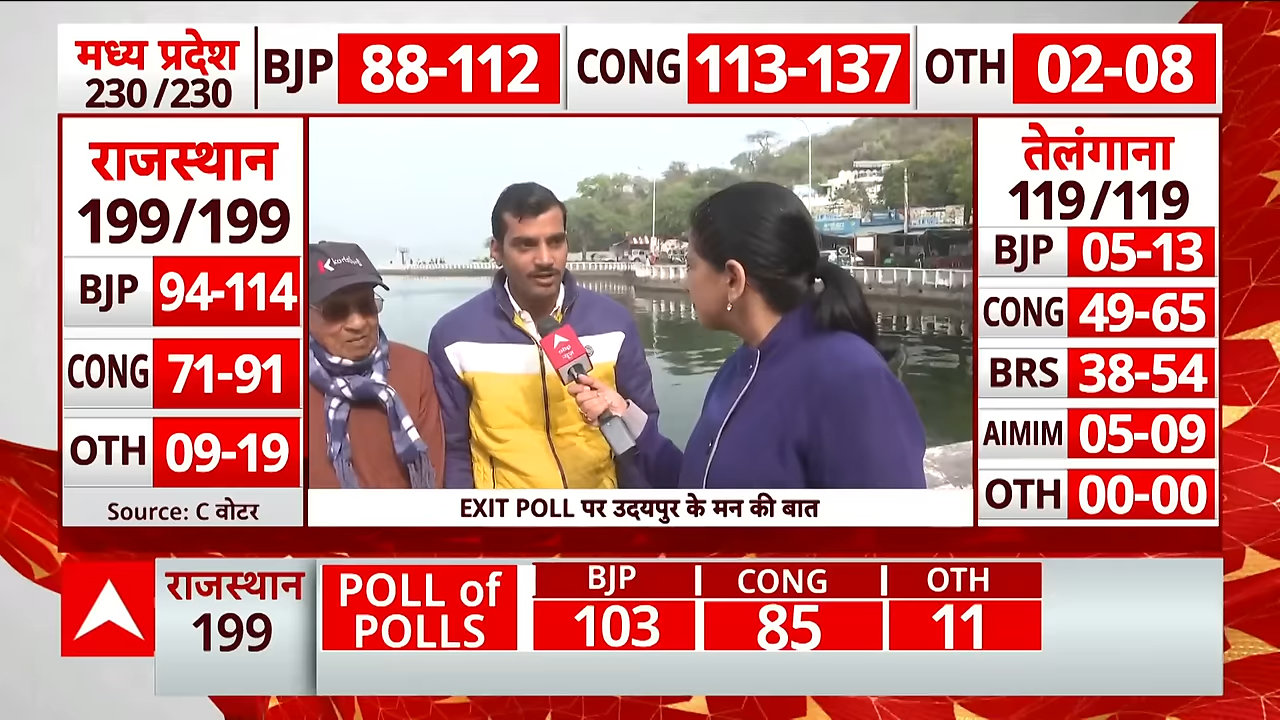 मध्य प्रदेश
230/230
BJP 88-112
CONG 113-137
OTH 02-08
राजस्थान
199/199
BJP 94-114
CONG 71-91
OTH 09-19
Source: C वोटर
EXIT POLL पर उदयपुर के मन की बात
तेलंगाना
119/119
BJP 05-13
CONG 49-65
BRS 38-54
AIMIM 05-09
OTH 00-00
राजस्थान
199
POLL of
POLLS
BJP CONG OTH
103 85 11